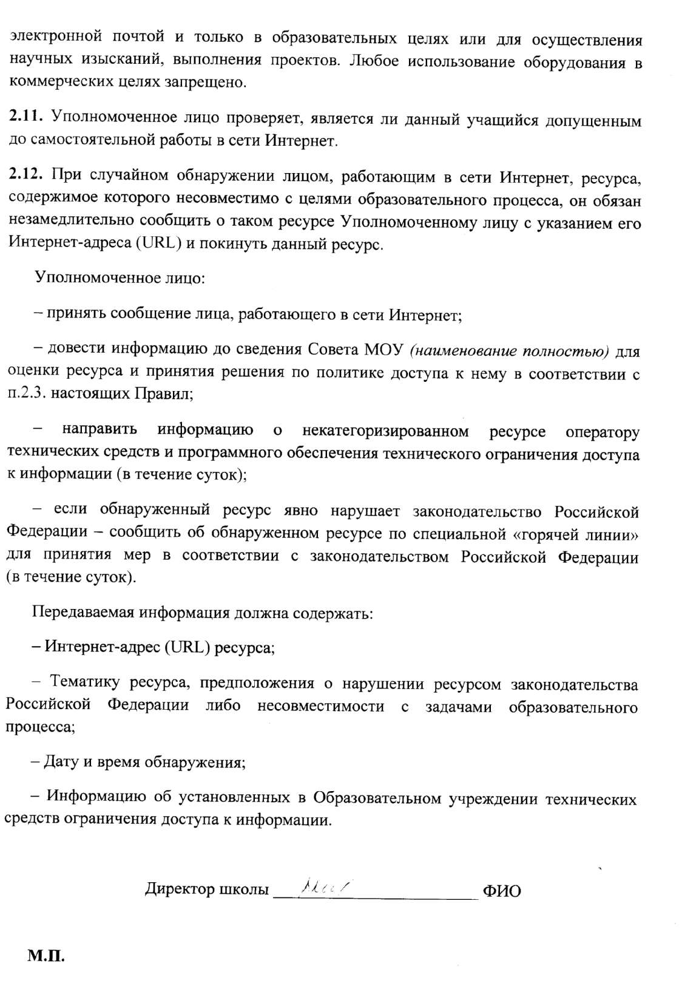 электронной почтой и только в образовательных целях или для осуществления
научных изысканий, выполнения проектов. Любое использование оборудования в
коммерческих целях запрещено.
2.11. Уполномоченное лицо проверяет, является ли данный учащийся допущенным
до самостоятельной работы в сети Интернет.
2.12. При случайном обнаружении лицом, работающим в сети Интернет, ресурса,
содержимое которого несовместимо с целями образовательного процесса, он обязан
незамедлительно сообщить о таком ресурсе Уполномоченному лицу с указанием его
Интернет-адреса (URL) и покинуть данный ресурс.
Уполномоченное лицо:
– принять сообщение лица, работающего в сети Интернет;
– довести информацию до сведения Совета МОУ (наименование полностью) для
оценки ресурса и принятия решения по политике доступа к нему в соответствии с
п.2.3. настоящих Правил;
– направить информацию о некатегоризированном ресурсе оператору
технических средств и программного обеспечения технического ограничения доступа
к информации (в течение суток);
– если обнаруженный ресурс явно нарушает законодательство Российской
Федерации – сообщить об обнаруженном ресурсе по специальной «горячей линии»
для принятия мер в соответствии с законодательством Российской Федерации
(в течение суток).
Передаваемая информация должна содержать:
– Интернет-адрес (URL) ресурса;
– Тематику ресурса, предположения о нарушении ресурсом законодательства
Российской Федерации либо несовместимости с задачами образовательного
процесса;
– Дату и время обнаружения;
– Информацию об установленных в Образовательном учреждении технических
средств ограничения доступа к информации.
Директор школы ФИО
М.П.